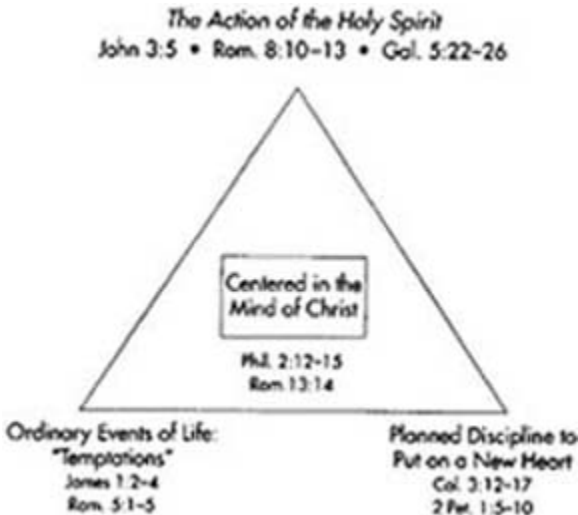 The Action of the Holy Spirit
John 3:5 • Rom. 8:10–13 • Gal. 5:22–26
Centered in the
Mind of Christ
Phil. 2:12–15
Rom 13:14
Ordinary Events of Life:
"Temptations"
James 1:2–4
Rom. 5:1–5
Planned Discipline to
Put on a New Heart
Col. 3:12–17
2 Pet. 1:5–10